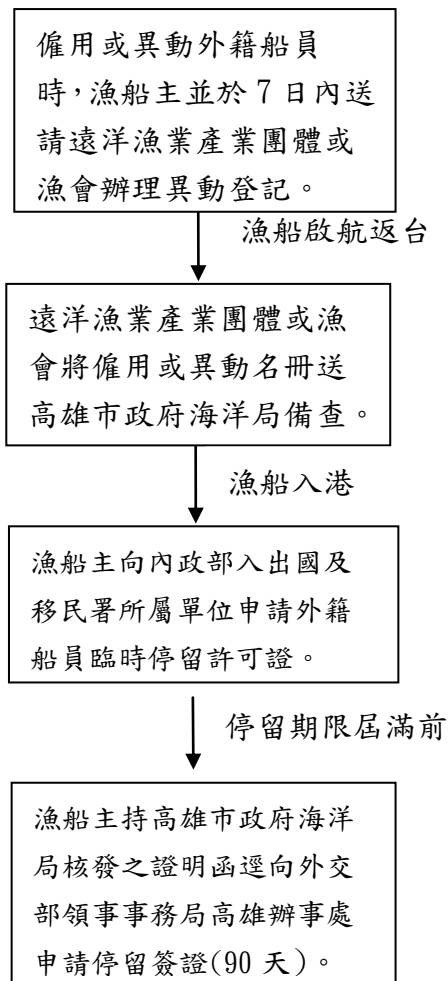 僱用或異動外籍船員
時，漁船主並於 7 日內送
請遠洋漁業產業團體或
漁會辦理異動登記。
漁船啟航返台
遠洋漁業產業團體或漁
會將僱用或異動名冊送
高雄市政府海洋局備查。
漁船入港
漁船主向內政部入出國及
移民署所屬單位申請外籍
船員臨時停留許可證。
停留期限屆滿前
漁船主持高雄市政府海洋
局核發之證明函逕向外交
部領事事務局高雄辦事處
申請停留簽證(90 天)。